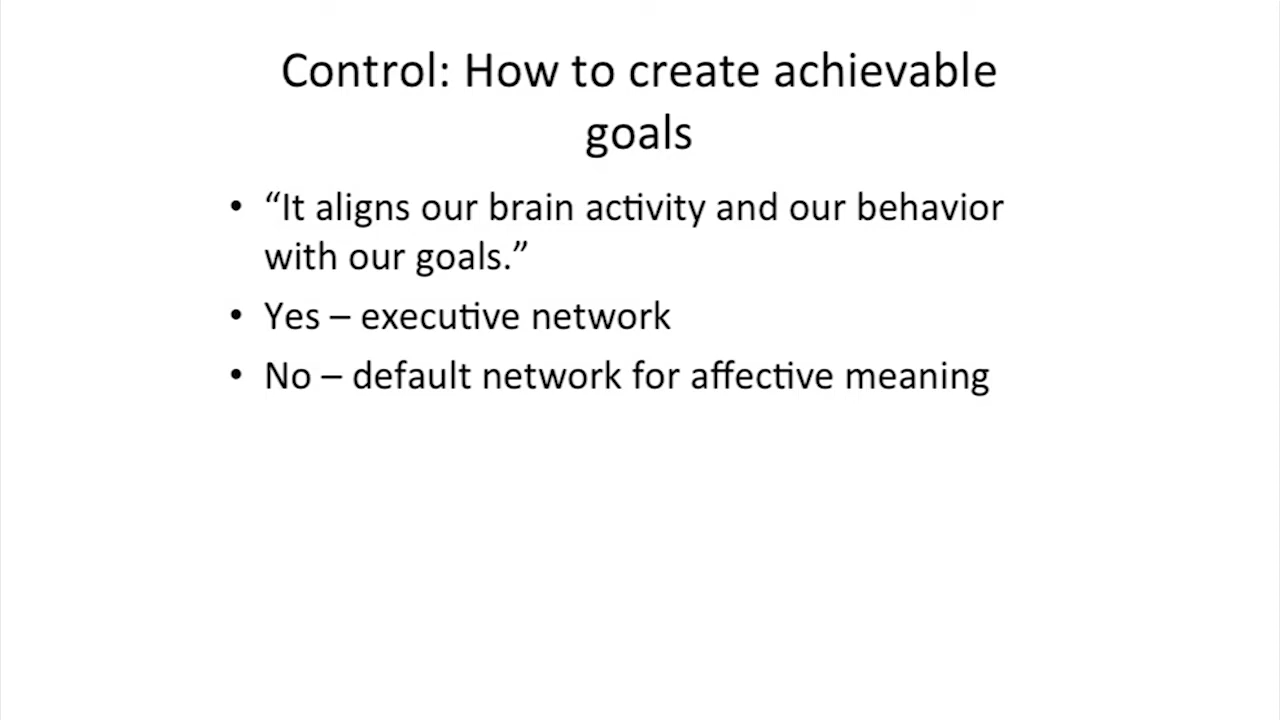 Control: How to create achievable
goals
• “It aligns our brain activity and our behavior
with our goals.”
• Yes – executive network
• No – default network for affective meaning